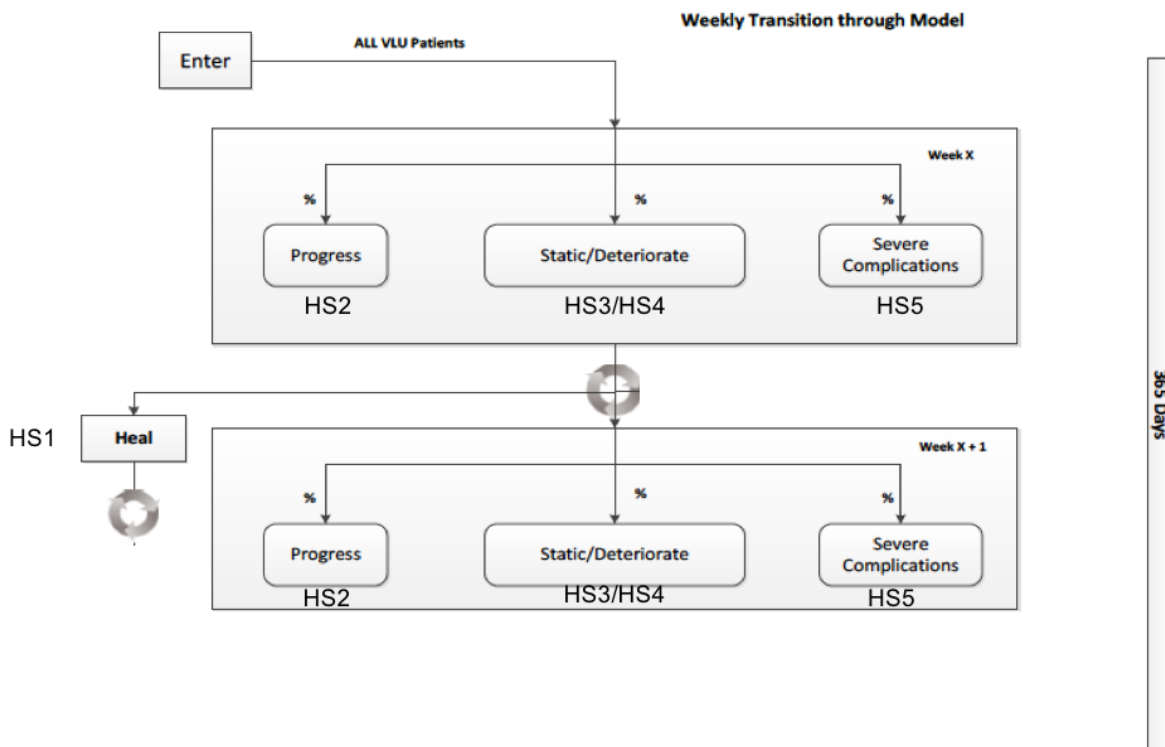 Weekly Transition through Model
ALL VLU Patients
Enter
Week X
%
%
%
Progress
Static/Deteriorate
Severe
Complications
HS2
HS3/HS4
HS5
365 Days
HS1
Heal
Week X + 1
%
%
%
Progress
Static/Deteriorate
Severe
Complications
HS2
HS3/HS4
HS5